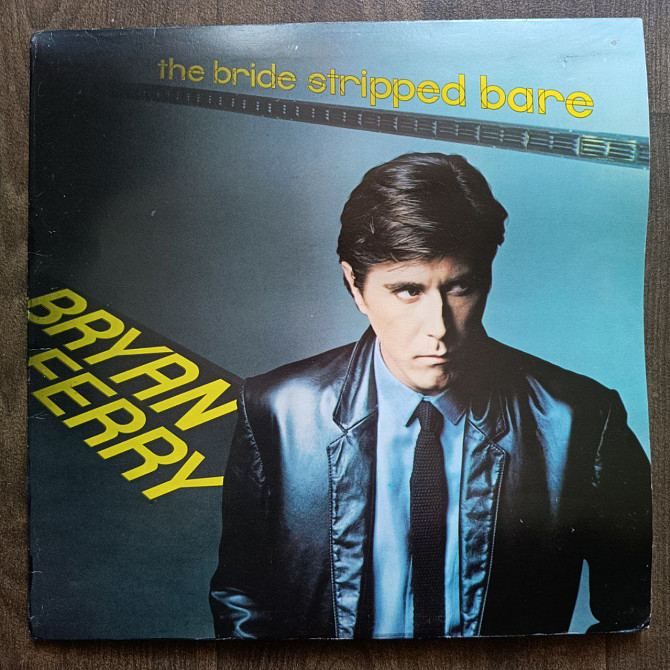 the bride stripped bare
BRYAN
FERRY